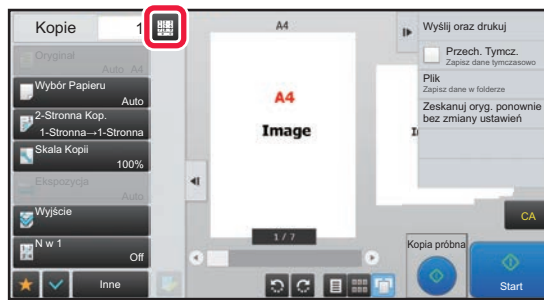 Kopie
1
Oryginał
Auto A4
Wybór Papieru
Auto
2-Stronna Kop.
1-Stronna→1-Stronna
Skala Kopii
100%
Ekspozycja
Auto
Wyjście
N w 1
Off
Inne
A4
A4
Image
1 / 7
Wyślij oraz drukuj
Przech. Tymcz.
Zapisz dane tymczasowo
Plik
Zapisz dane w folderze
Zeskanuj oryg. ponownie
bez zmiany ustawień
CA
Kopia próbna
Start